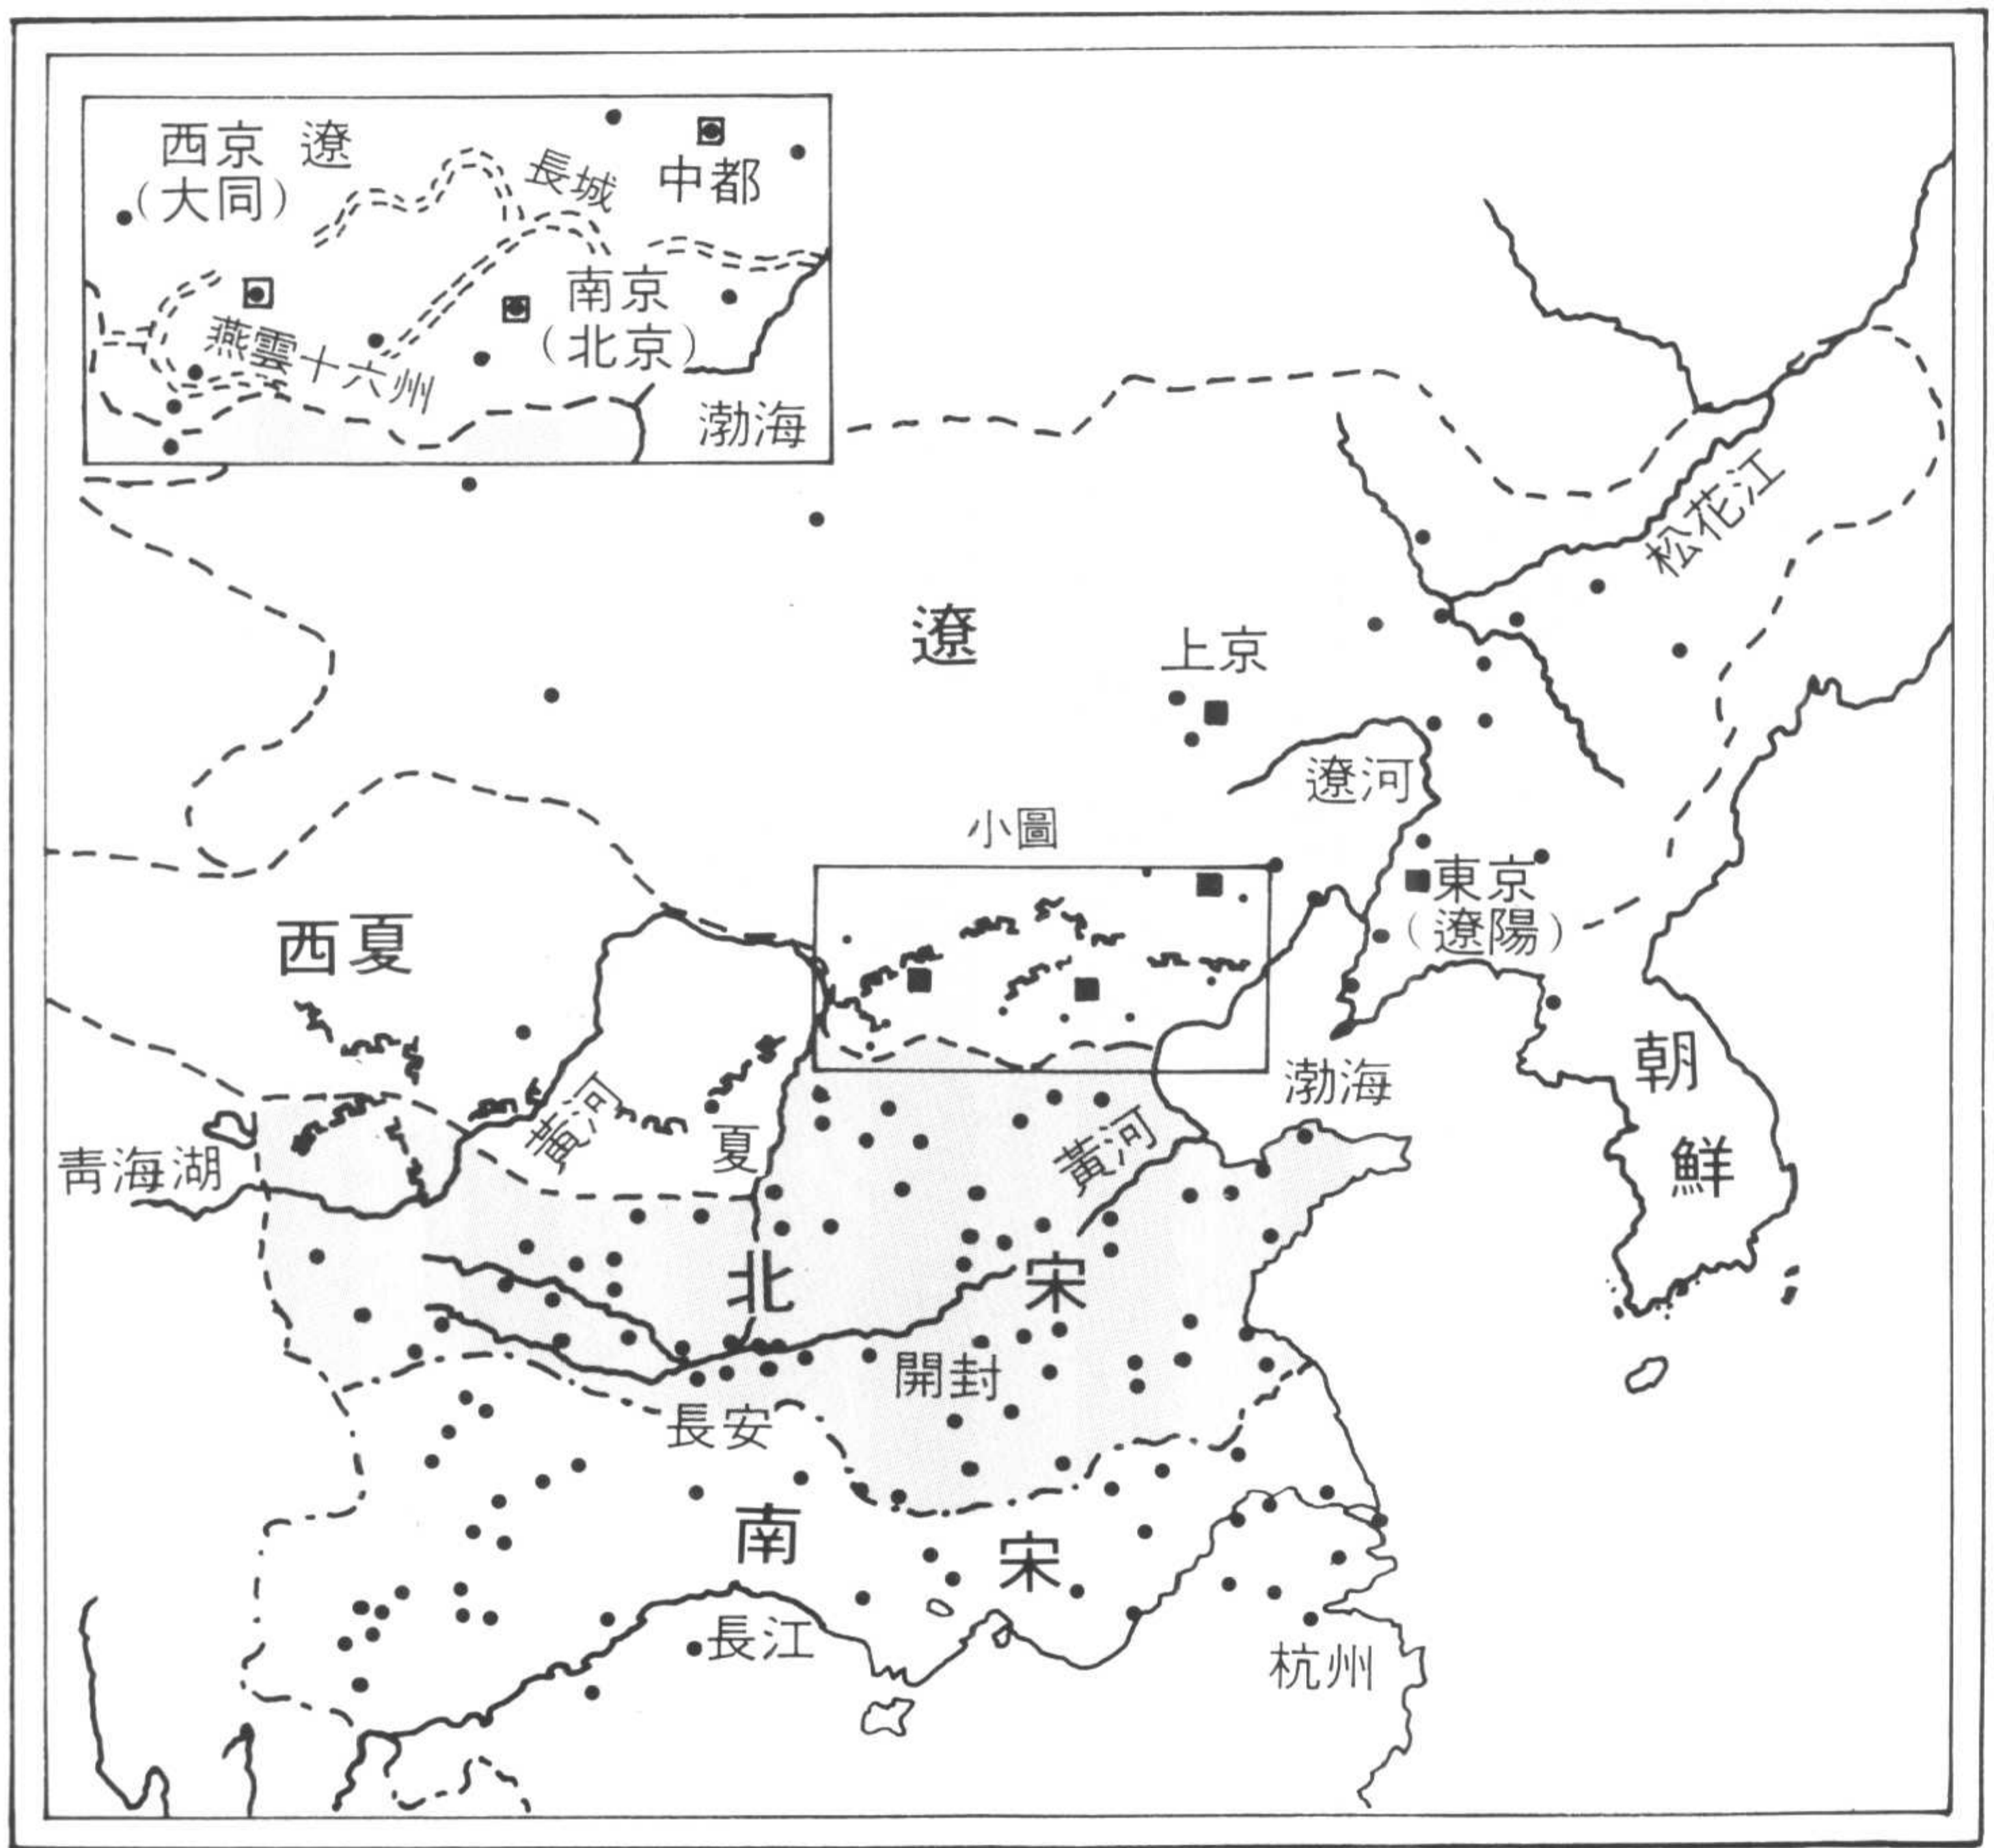 西京 遼
(大同)
長城
中都
南京
(北京)
燕雲十六州
渤海
松花江
遼
上京
遼河
小圖
東京
(遼陽)
西夏
朝鮮
渤海
黃河
夏
黃河
青海湖
北宋
開封
長安
南宋
長江
杭州